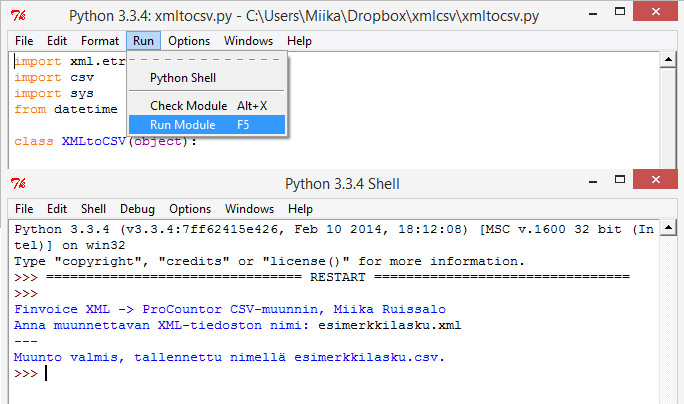 Python 3.3.4: xmltocsv.py - C:\Users\Miika\Dropbox\xmlcsv\xmltocsv.py
File Edit Format Run Options Windows Help
import xml.etr
Python Shell
import csv
import sys
Check Module Alt+X
from datetime
Run Module F5
class XMLtoCSV(object):
Python 3.3.4 Shell
File Edit Shell Debug Options Windows Help
Python 3.3.4 (v3.3.4:7ff62415e426, Feb 10 2014, 18:12:08) [MSC v.1600 32 bit (In
tel)] on win32
Type "copyright", "credits" or "license()" for more information.
>>> ================================ RESTART ================================
>>>
Finvoice XML -> ProCountor CSV-muunnin, Miika Ruissalo
Anna muunnettavan XML-tiedoston nimi: esimerkkilasku.xml
---
Muunto valmis, tallennettu nimellä esimerkkilasku.csv.
>>>